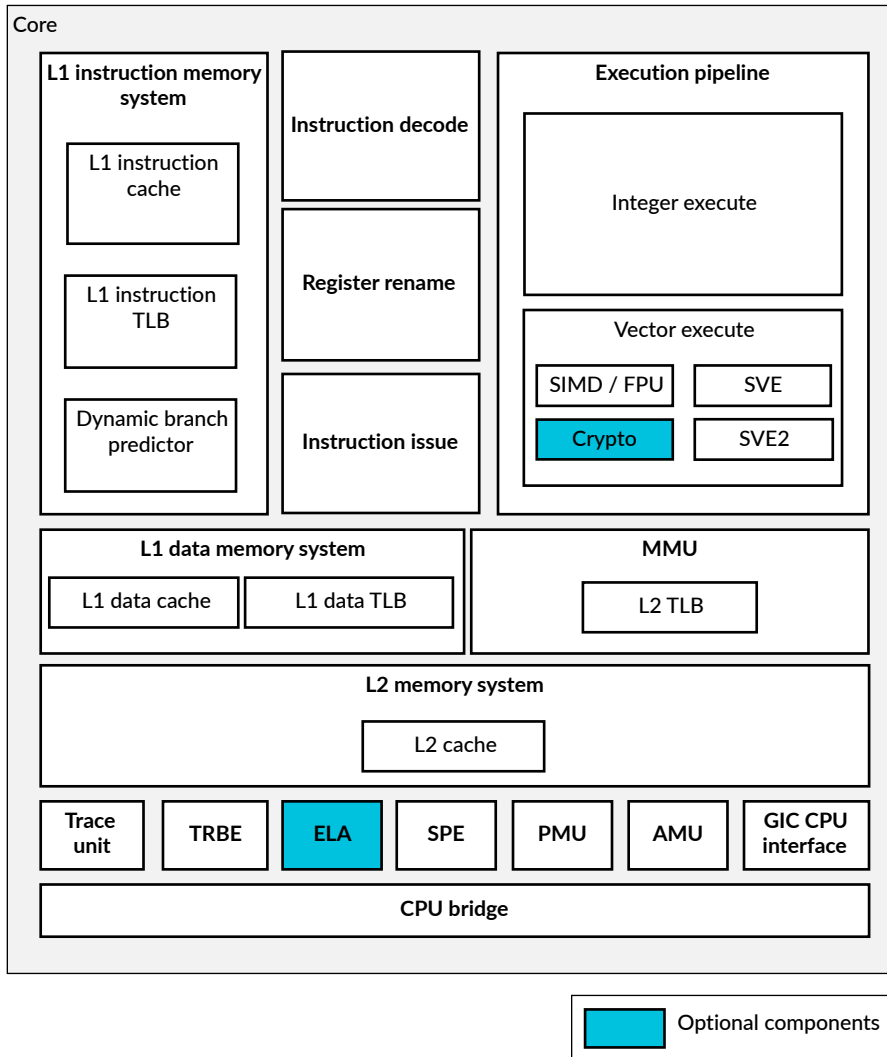 Core
L1 instruction memory
system
L1 instruction
cache
L1 instruction
TLB
Dynamic branch
predictor
Instruction decode
Register rename
Instruction issue
Execution pipeline
Integer execute
Vector execute
SIMD / FPU
SVE
Crypto
SVE2
L1 data memory system
L1 data cache
L1 data TLB
MMU
L2 TLB
L2 memory system
L2 cache
Trace
unit
TRBE
ELA
SPE
PMU
AMU
GIC CPU
interface
CPU bridge
Optional components